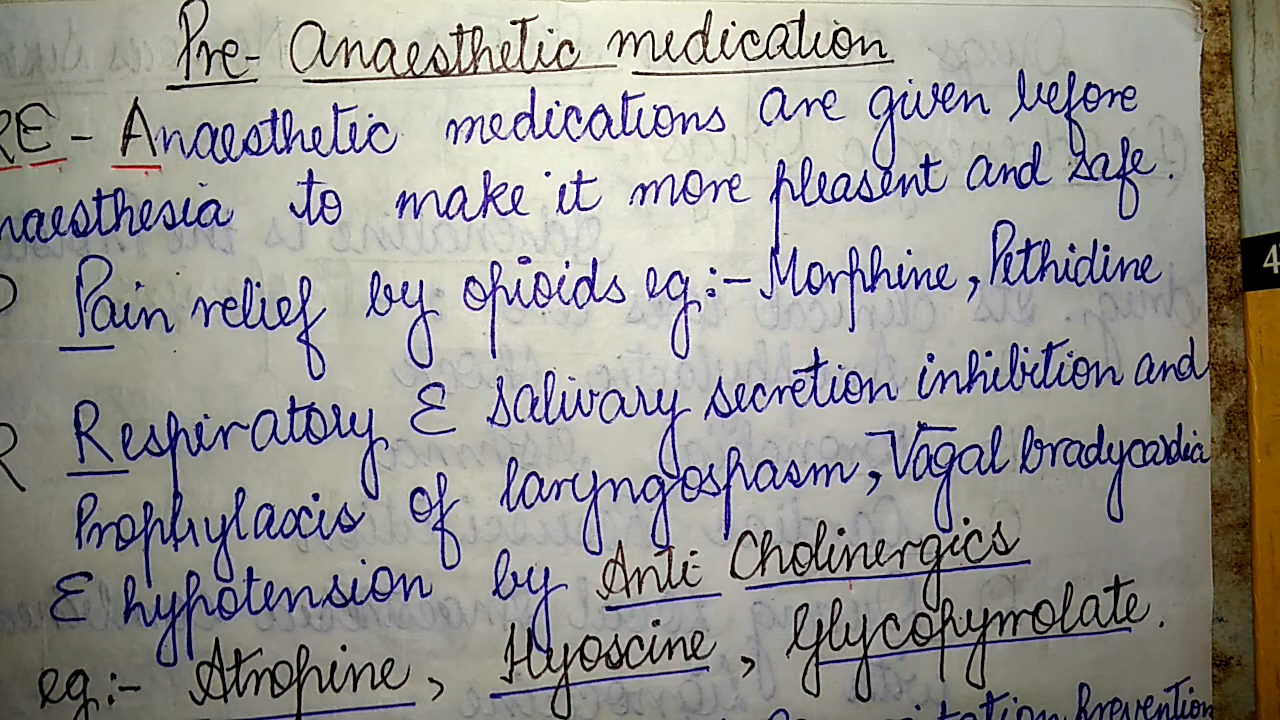 Pre- Anaesthetic medication
RE - Anaesthetic medications are given before
naesthesia to make it more pleasent and safe.
Pain relief by opioids eg:- Morphine, Pethidine
R Respiratory & Salivary secretion inhibition and
Prophylaxis of laryngospasm, Vagal bradycardia
& hypotension by Anti Cholinergics
eg:- Atropine, Hyoscine, Glycopyrrolate.
Prevention